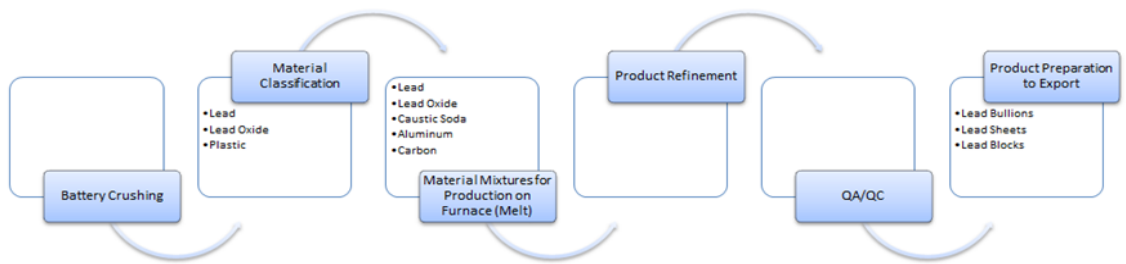 Battery Crushing
Material
Classification
•Lead
•Lead Oxide
•Plastic
•Lead
•Lead Oxide
•Caustic Soda
•Aluminum
•Carbon
Material Mixtures for
Production on
Furnace (Melt)
Product Refinement
QA/QC
Product Preparation
to Export
•Lead Bullions
•Lead Sheets
•Lead Blocks